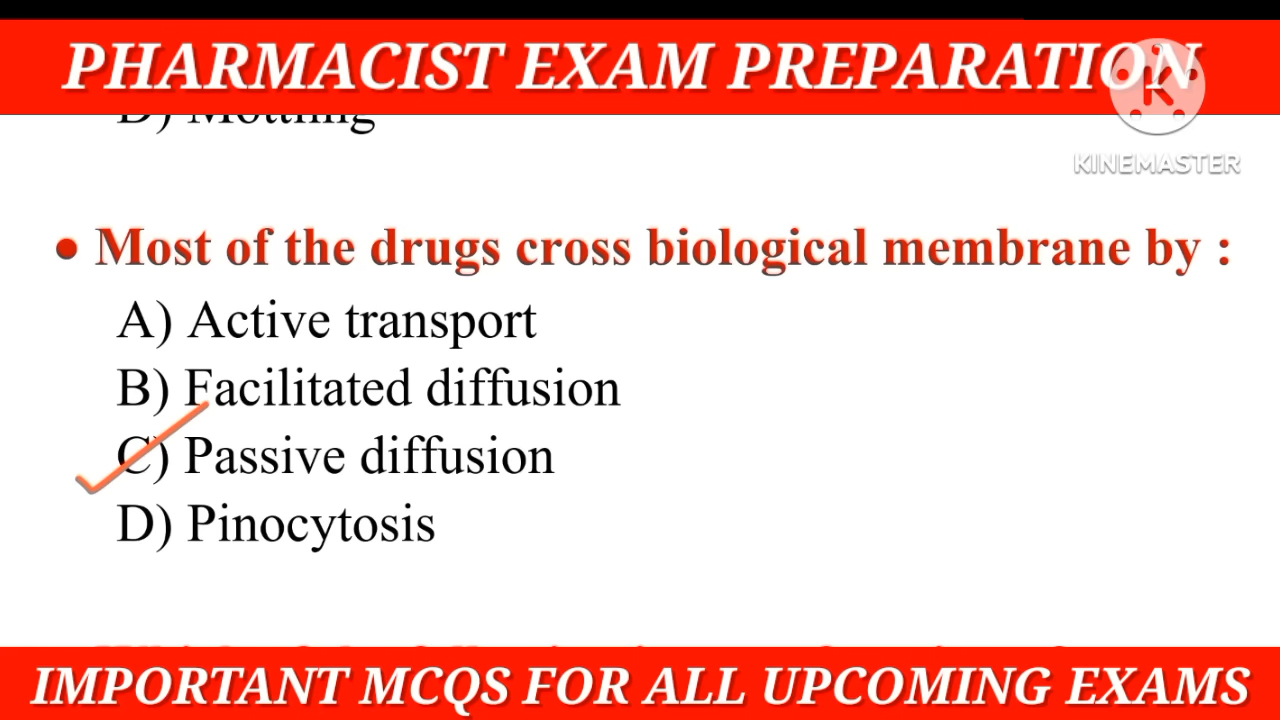 PHARMACIST EXAM PREPARATION
K
D) Mottling
KINEMASTER
• Most of the drugs cross biological membrane by :
A) Active transport
B) Facilitated diffusion
C) Passive diffusion
D) Pinocytosis
IMPORTANT MCQS FOR ALL UPCOMING EXAMS